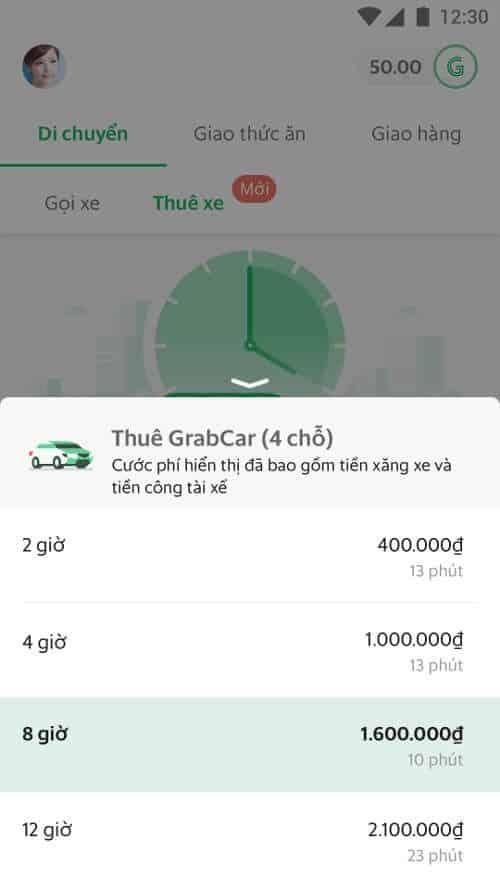 12:30
50.00 G
Di chuyển Giao thức ăn Giao hàng
Gọi xe Thuê xe Mới
Thuê GrabCar (4 chỗ)
Cước phí hiển thị đã bao gồm tiền xăng xe và
tiền công tài xế
2 giờ 400.000₫
13 phút
4 giờ 1.000.000₫
13 phút
8 giờ 1.600.000₫
10 phút
12 giờ 2.100.000₫
23 phút